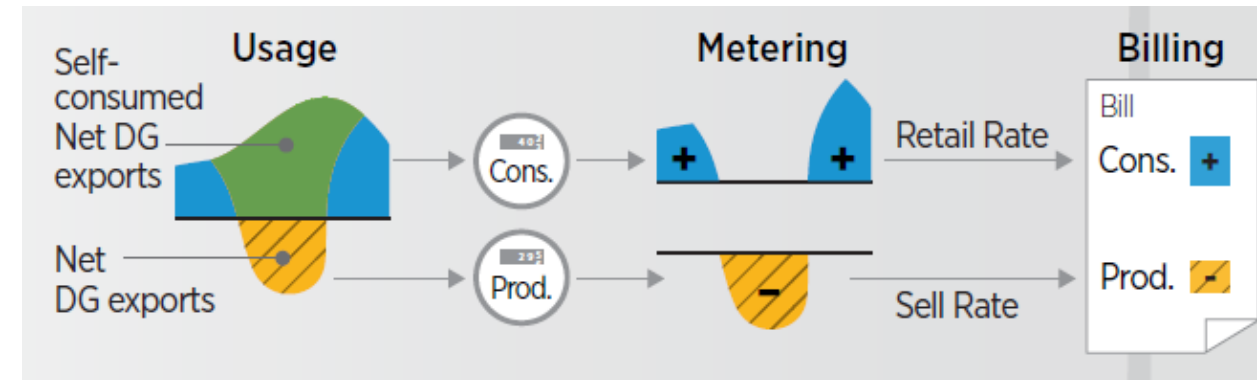 Usage
Metering
Billing
Self-
consumed
Net DG
exports
Net
DG exports
Cons.
Prod.
+
+
-
Retail Rate
Sell Rate
Bill
Cons. +
Prod. -